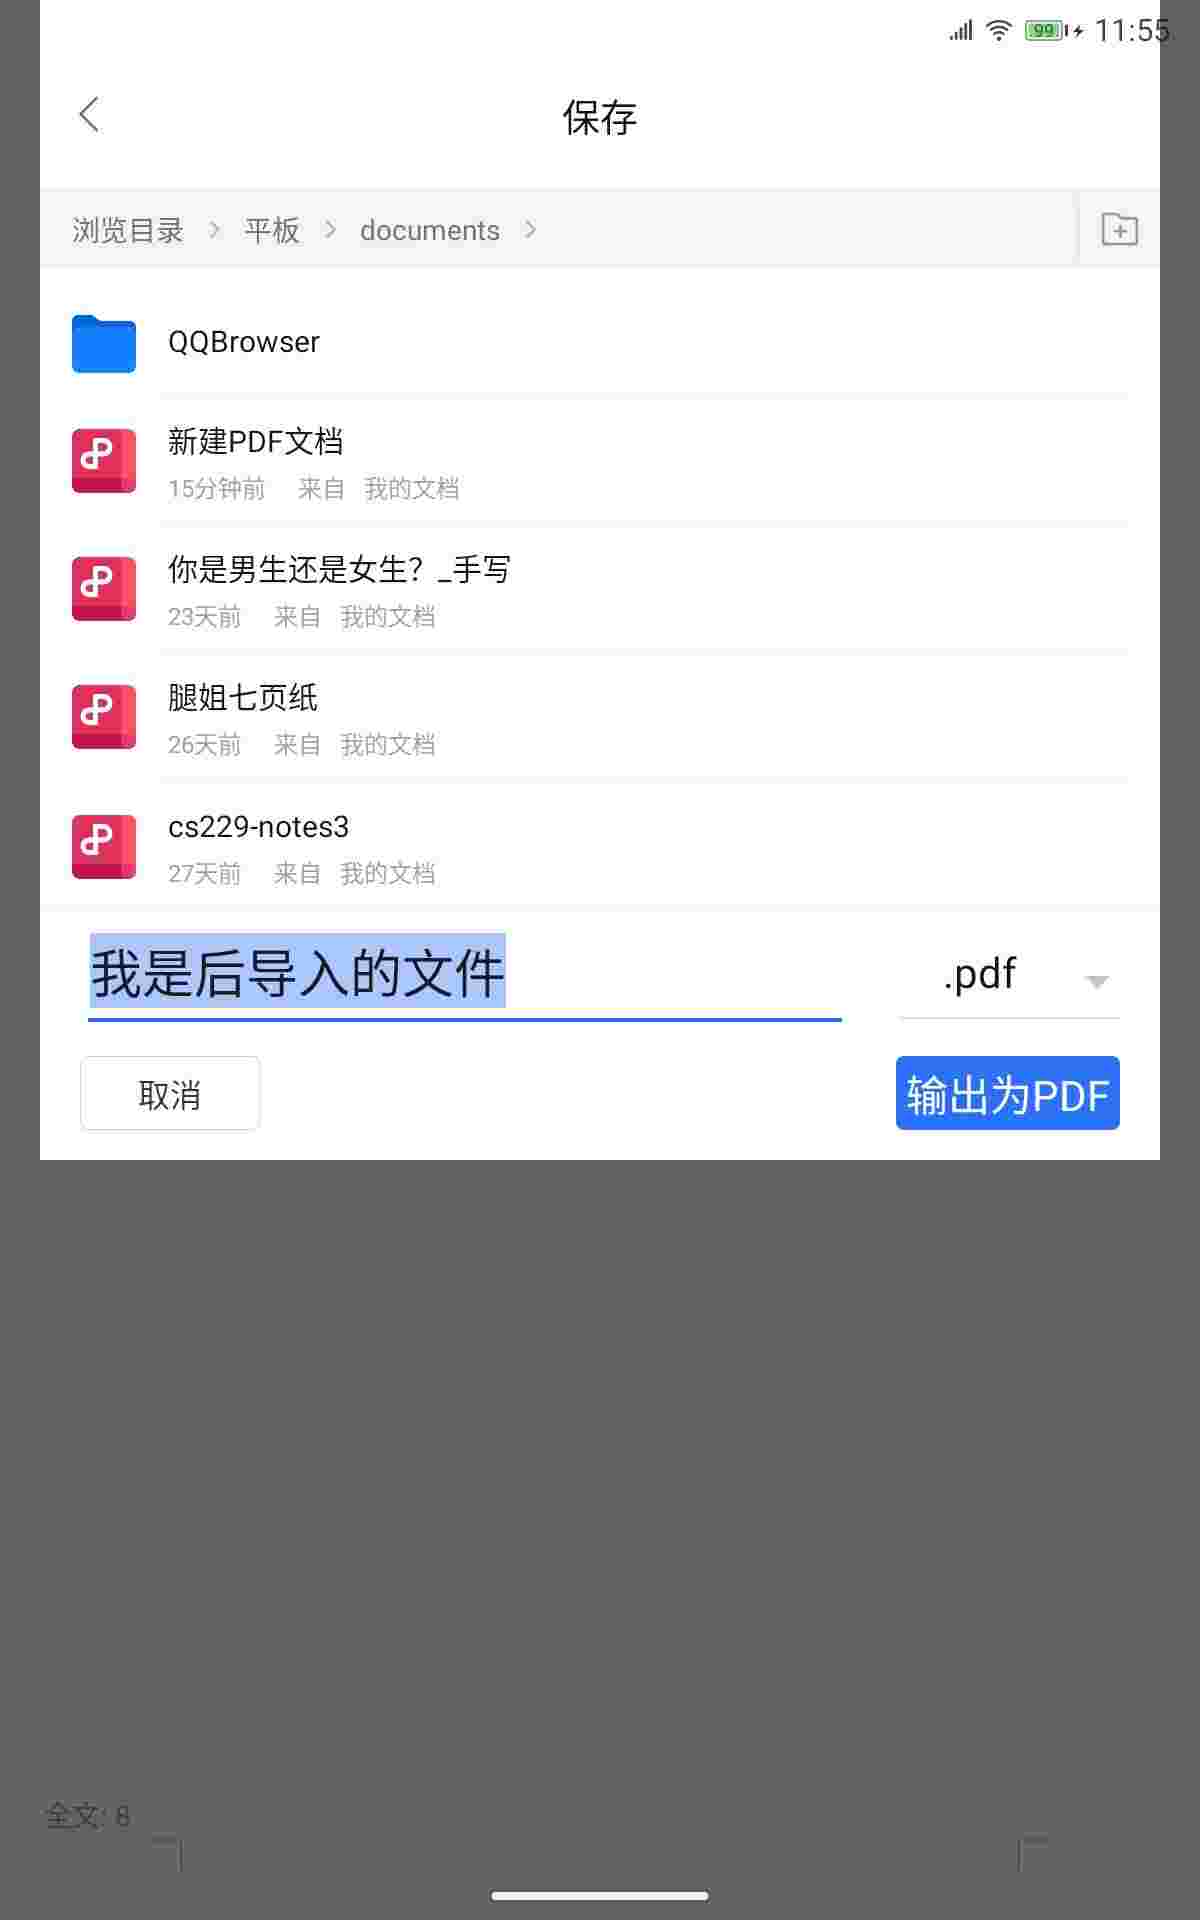 99 11:55
保存
浏览目录 平板 documents
QQBrowser
新建PDF文档
15分钟前 来自 我的文档
你是男生还是女生？_手写
23天前 来自 我的文档
腿姐七页纸
26天前 来自 我的文档
cs229-notes3
27天前 来自 我的文档
我是后导入的文件 .pdf
取消 输出为PDF
全文: 8